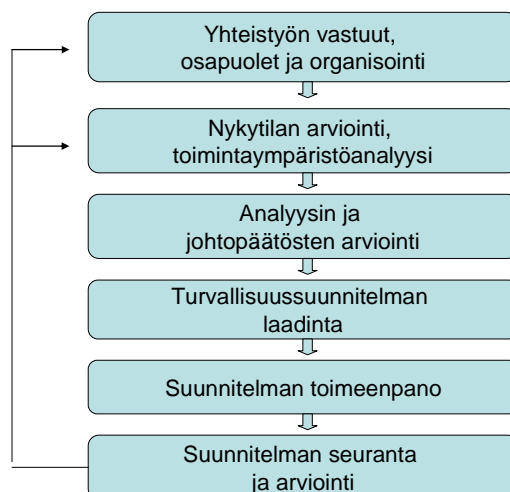 Yhteistyön vastuut,
osapuolet ja organisointi
Nykytilan arviointi,
toimintaympäristöanalyysi
Analyysin ja
johtopäätösten arviointi
Turvallisuussuunnitelman
laadinta
Suunnitelman toimeenpano
Suunnitelman seuranta
ja arviointi